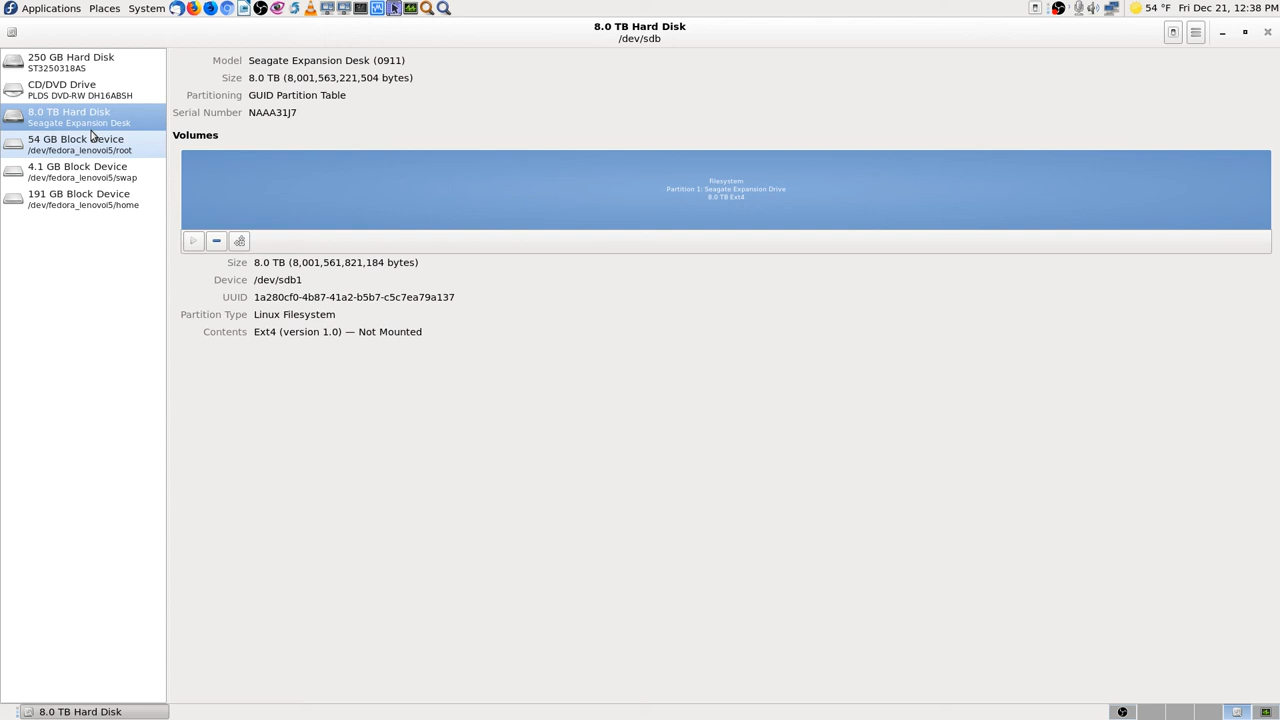 Applications Places System
54 °F Fri Dec 21, 12:38 PM
8.0 TB Hard Disk
/dev/sdb
250 GB Hard Disk
ST3250318AS
CD/DVD Drive
PLDS DVD-RW DH16ABSH
8.0 TB Hard Disk
Seagate Expansion Desk
54 GB Block Device
/dev/fedora_lenovoi5/root
4.1 GB Block Device
/dev/fedora_lenovoi5/swap
191 GB Block Device
/dev/fedora_lenovoi5/home
Model Seagate Expansion Desk (0911)
Size 8.0 TB (8,001,563,221,504 bytes)
Partitioning GUID Partition Table
Serial Number NAAA31J7
Volumes
Filesystem
Partition 1: Seagate Expansion Drive
8.0 TB Ext4
Size 8.0 TB (8,001,561,821,184 bytes)
Device /dev/sdb1
UUID 1a280cf0-4b87-41a2-b5b7-c5c7ea79a137
Partition Type Linux Filesystem
Contents Ext4 (version 1.0) — Not Mounted
8.0 TB Hard Disk